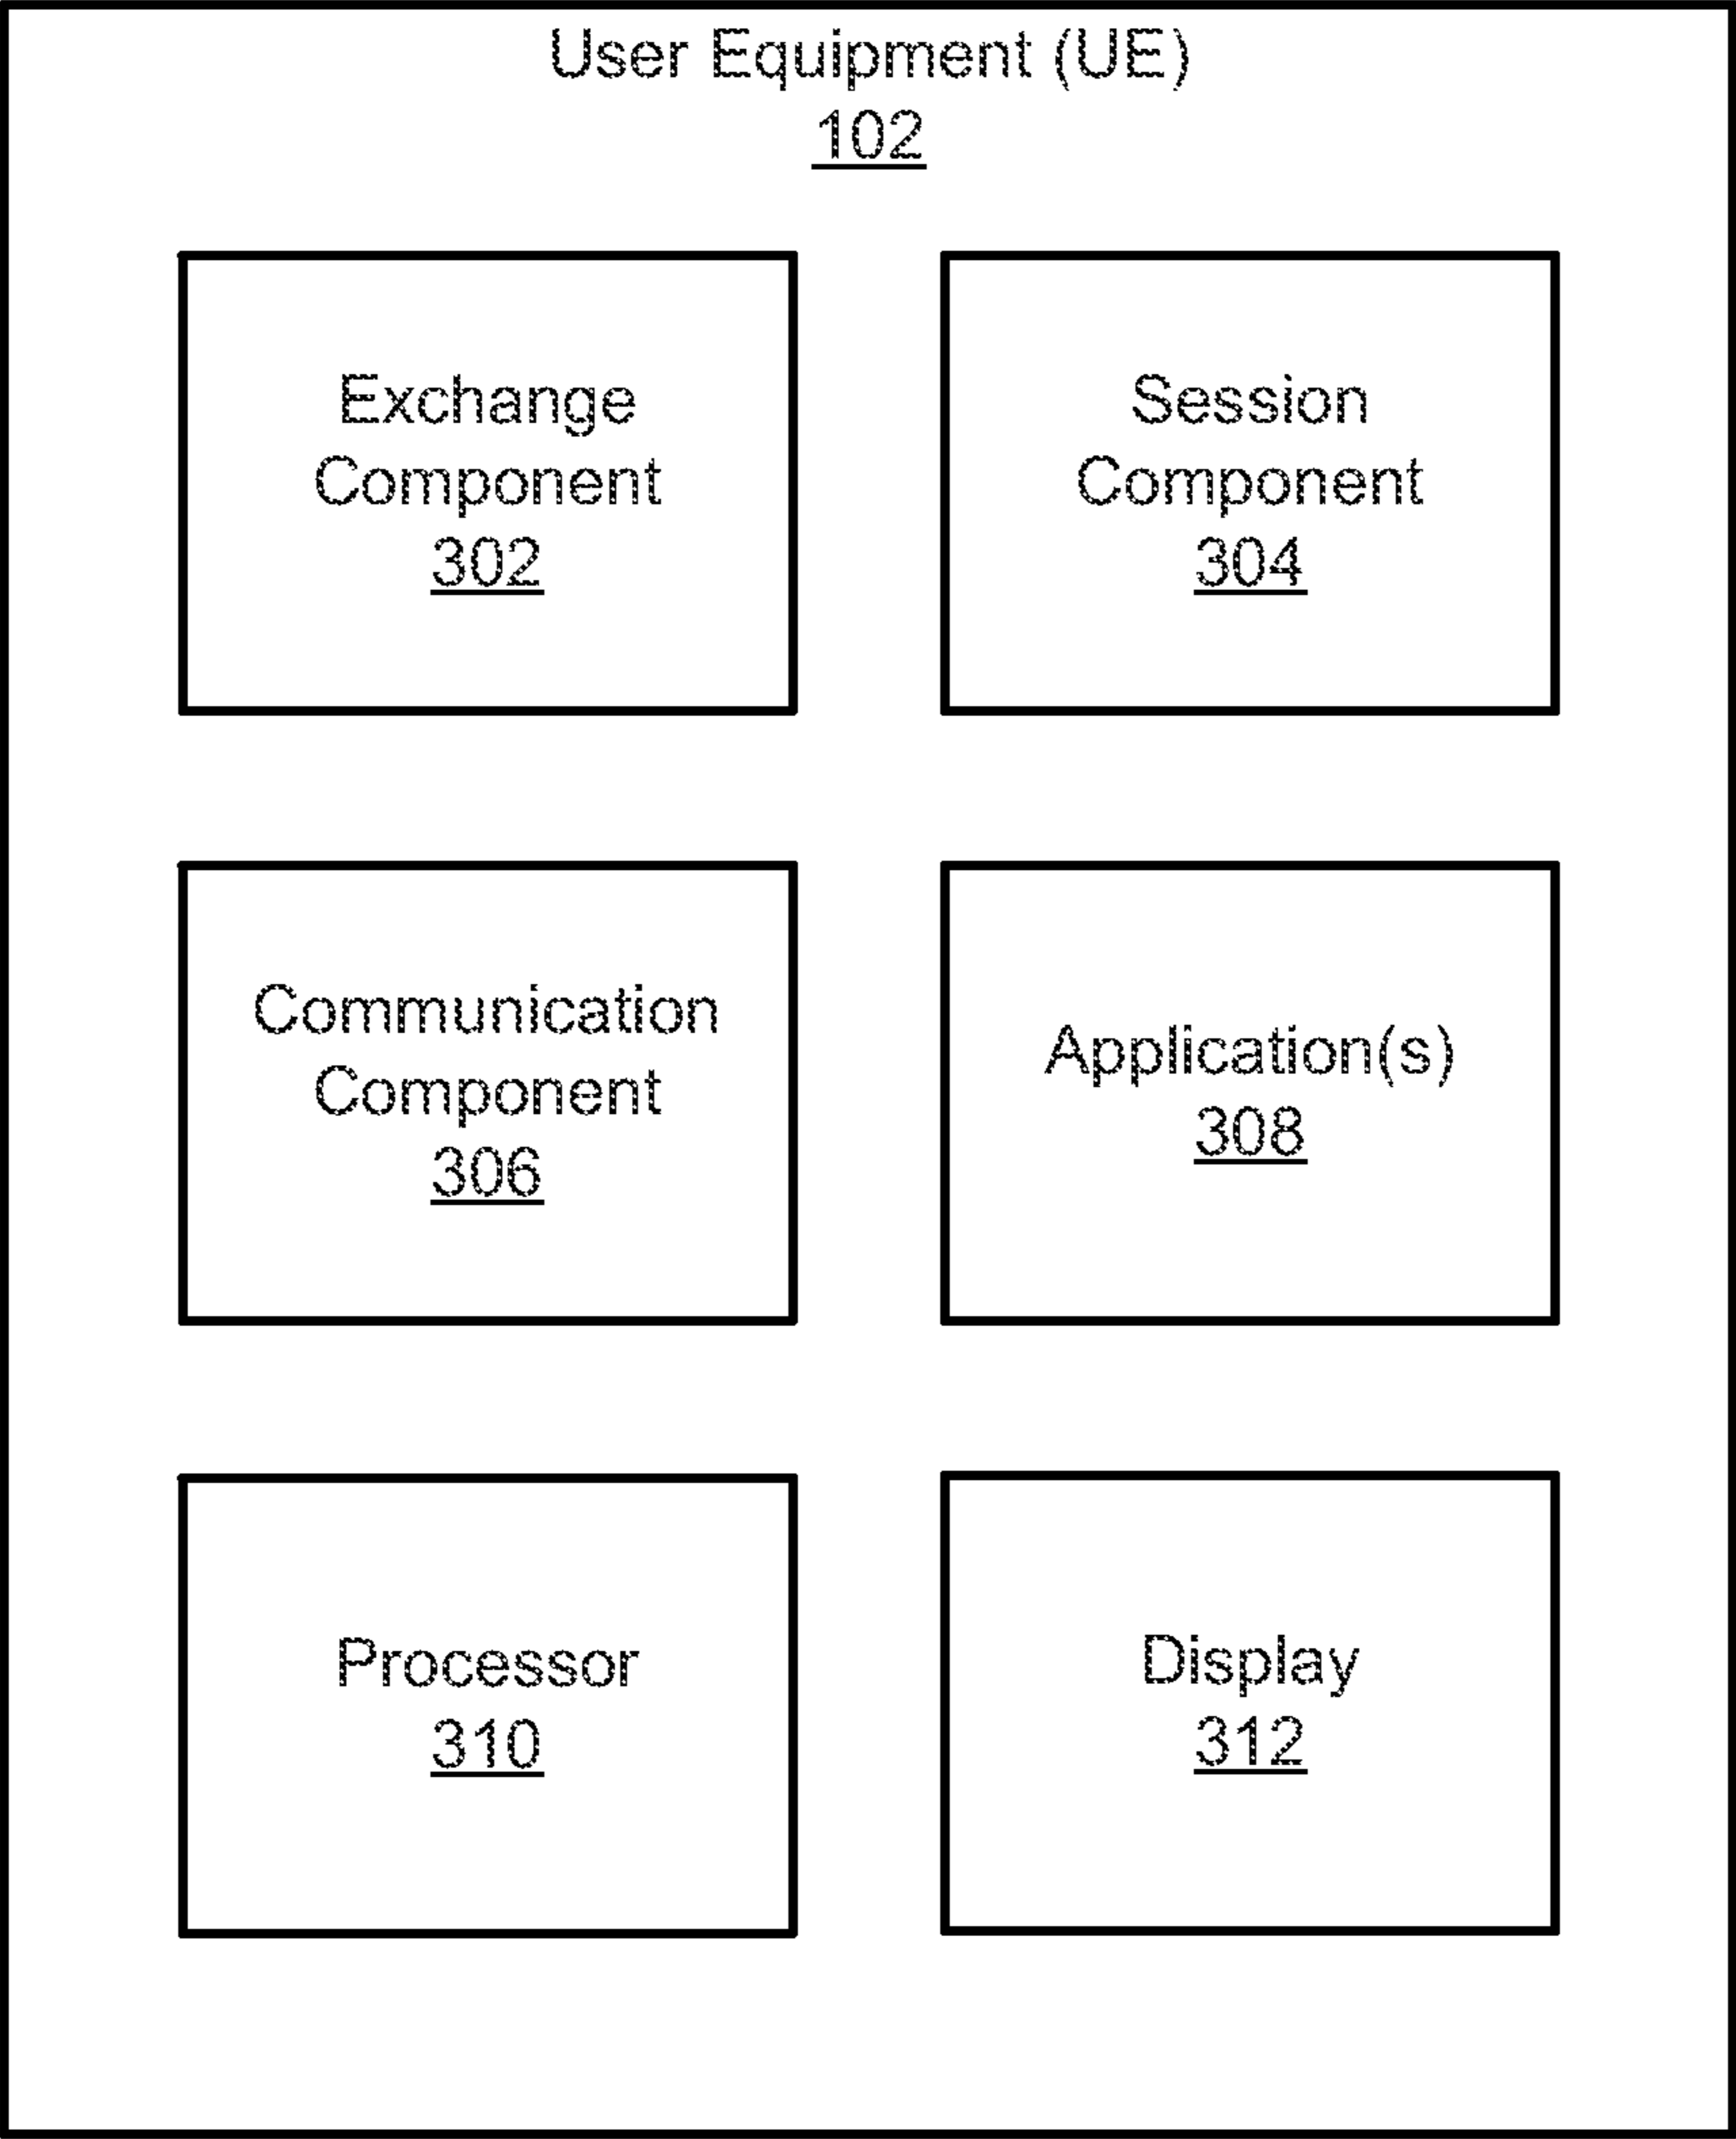 User Equipment (UE)
102
Exchange
Component
302
Session
Component
304
Communication
Component
306
Application(s)
308
Processor
310
Display
312